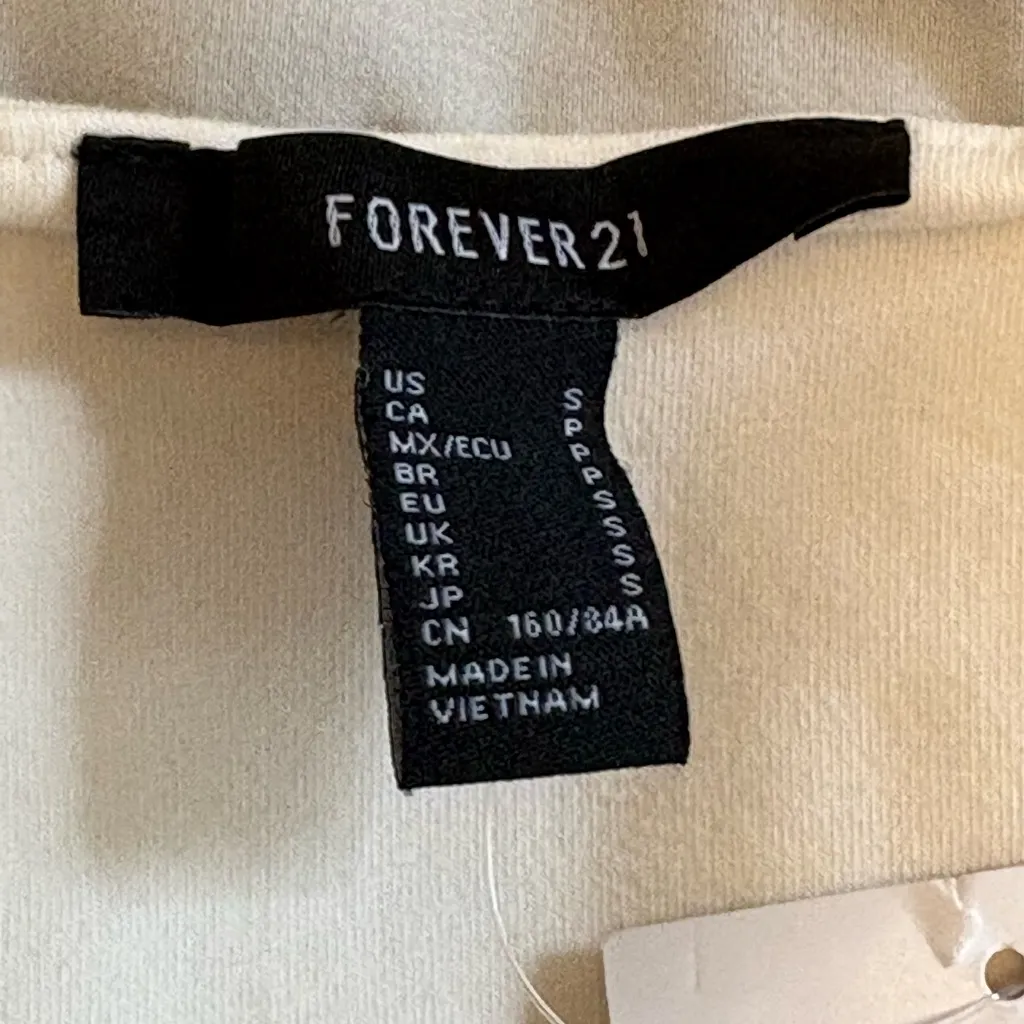 FOREVER 21
US S
CA P
MX/ECU P
BR P
EU S
UK S
KR S
JP S
CN 160/84A
MADE IN
VIETNAM